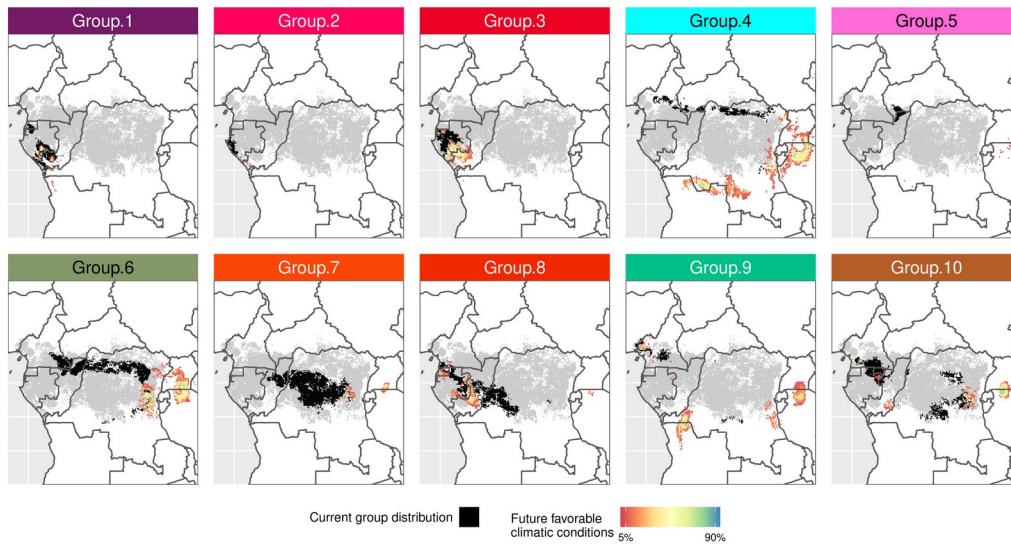 Group.1
Group.2
Group.3
Group.4
Group.5
Group.6
Group.7
Group.8
Group.9
Group.10
Current group distribution
Future favorable
climatic conditions
5%
90%